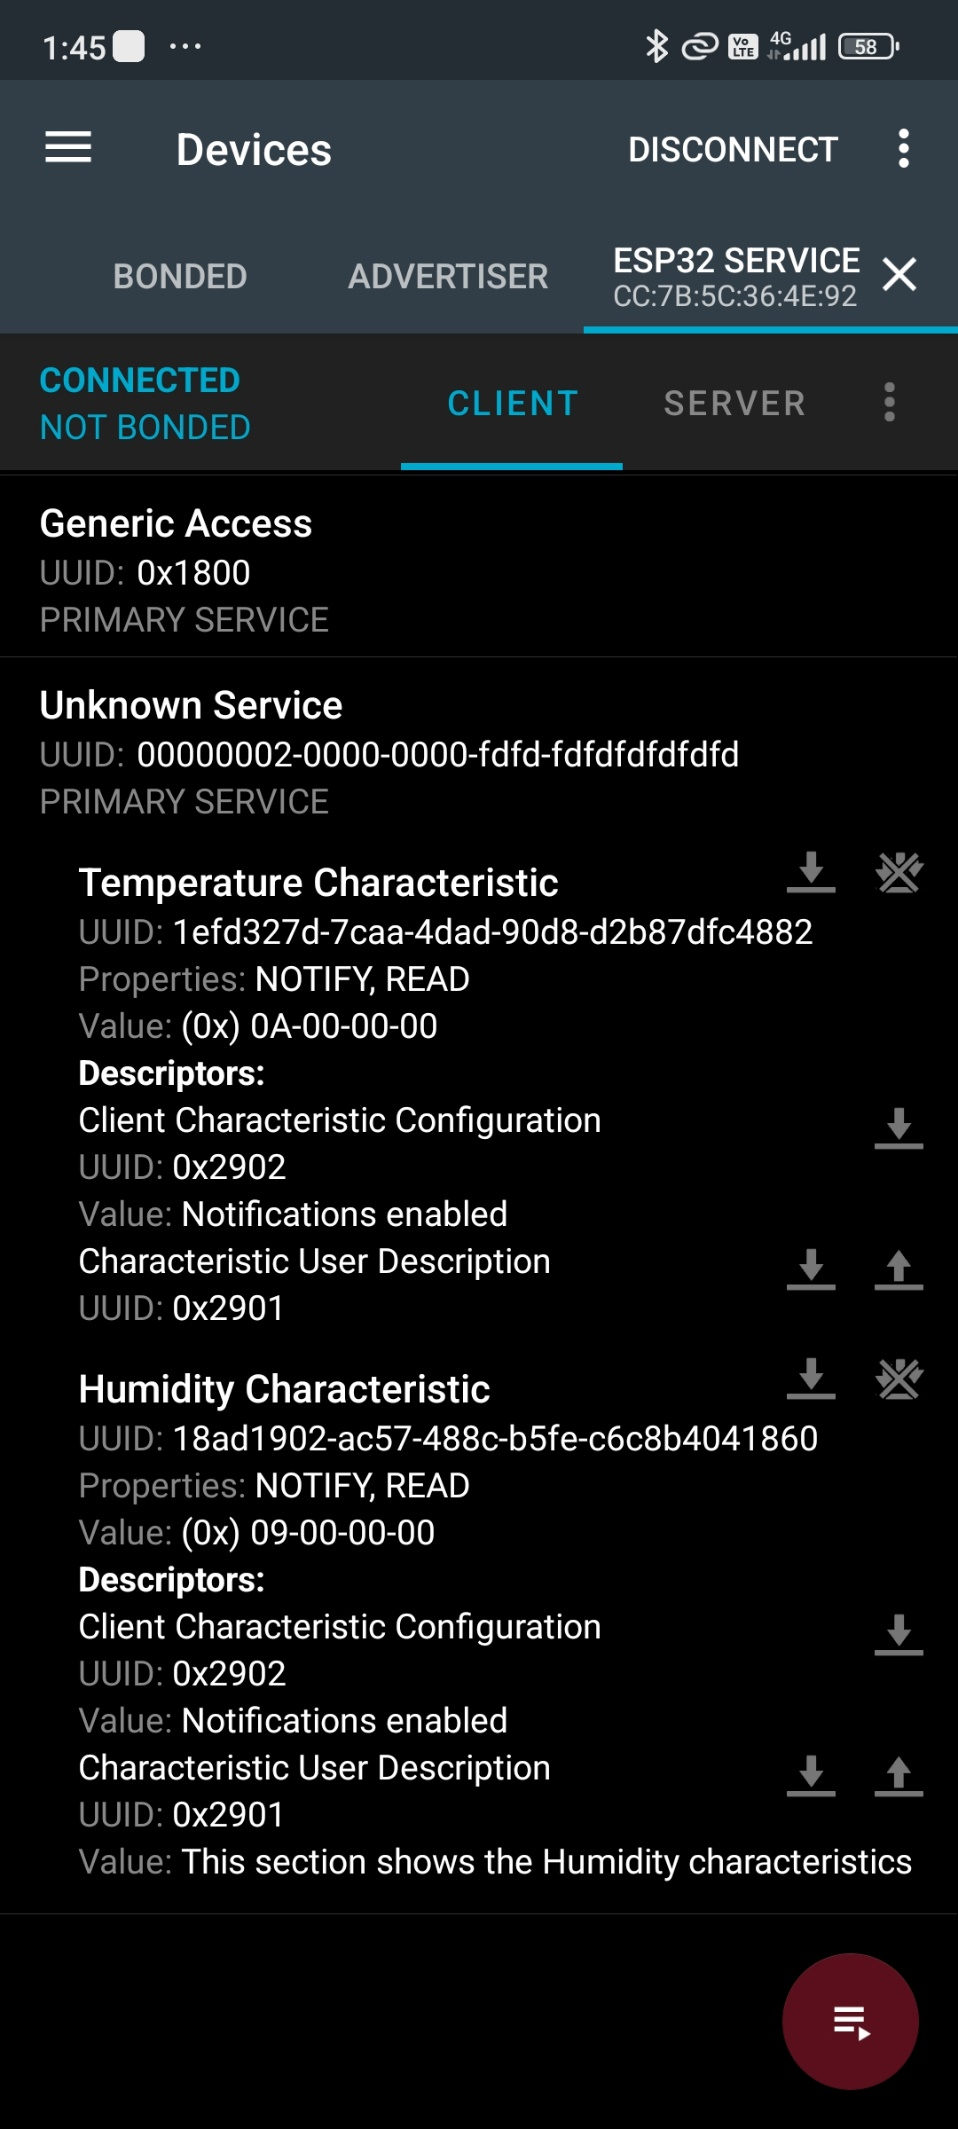 1:45 ...
Vo LTE 4G 58
Devices
DISCONNECT
BONDED
ADVERTISER
ESP32 SERVICE
CC:7B:5C:36:4E:92
CONNECTED
NOT BONDED
CLIENT
SERVER
Generic Access
UUID: 0x1800
PRIMARY SERVICE
Unknown Service
UUID: 00000002-0000-0000-fdfd-fdfdfdfdfdfd
PRIMARY SERVICE
Temperature Characteristic
UUID: 1efd327d-7caa-4dad-90d8-d2b87dfc4882
Properties: NOTIFY, READ
Value: (0x) 0A-00-00-00
Descriptors:
Client Characteristic Configuration
UUID: 0x2902
Value: Notifications enabled
Characteristic User Description
UUID: 0x2901
Humidity Characteristic
UUID: 18ad1902-ac57-488c-b5fe-c6c8b4041860
Properties: NOTIFY, READ
Value: (0x) 09-00-00-00
Descriptors:
Client Characteristic Configuration
UUID: 0x2902
Value: Notifications enabled
Characteristic User Description
UUID: 0x2901
Value: This section shows the Humidity characteristics